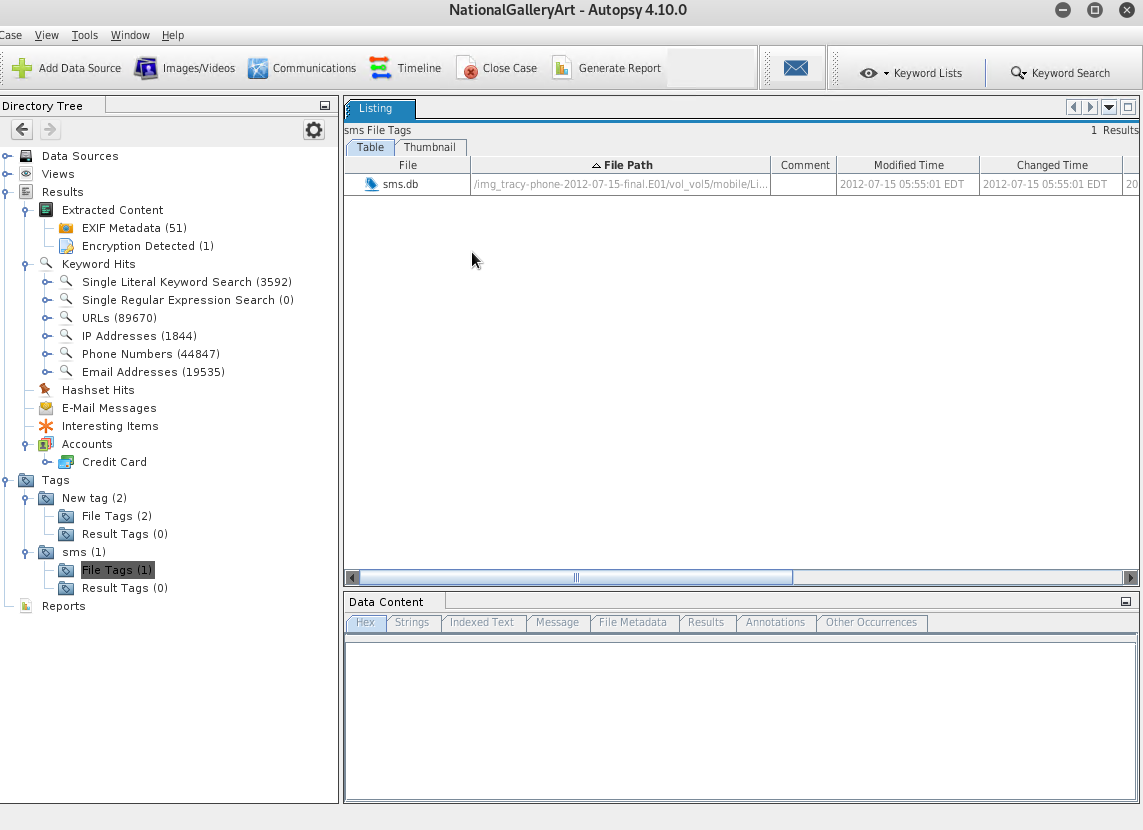 NationalGalleryArt - Autopsy 4.10.0
Case View Tools Window Help
Add Data Source Images/Videos Communications Timeline Close Case Generate Report Keyword Lists Keyword Search
Directory Tree
Data Sources
Views
Results
Extracted Content
EXIF Metadata (51)
Encryption Detected (1)
Keyword Hits
Single Literal Keyword Search (3592)
Single Regular Expression Search (0)
URLs (89670)
IP Addresses (1844)
Phone Numbers (44847)
Email Addresses (19535)
Hashset Hits
E-Mail Messages
Interesting Items
Accounts
Credit Card
Tags
New tag (2)
File Tags (2)
Result Tags (0)
sms (1)
File Tags (1)
Result Tags (0)
Reports
Listing
sms File Tags 1 Results
Table Thumbnail
File File Path Comment Modified Time Changed Time
sms.db /img_tracy-phone-2012-07-15-final.E01/vol_vol5/mobile/Li... 2012-07-15 05:55:01 EDT 2012-07-15 05:55:01 EDT 20
Data Content
Hex Strings Indexed Text Message File Metadata Results Annotations Other Occurrences